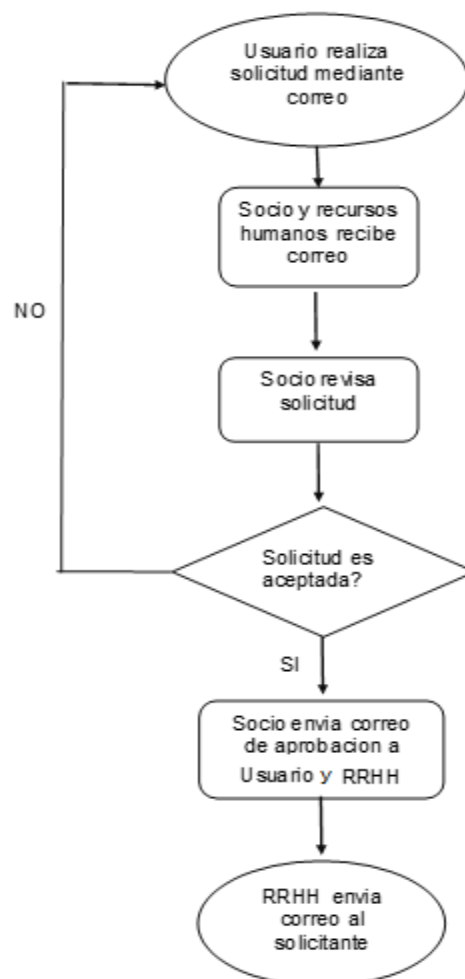 Usuario realiza
solicitud mediante
correo
Socio y recursos
humanos recibe
correo
NO
Socio revisa
solicitud
Solicitud es
aceptada?
SI
Socio envia correo
de aprobacion a
Usuario y RRHH
RRHH envia
correo al
solicitante